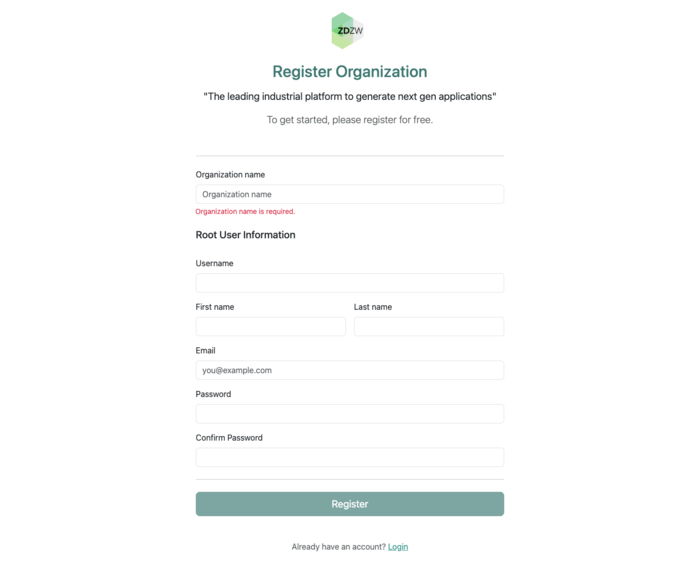 ZDZW
Register Organization
"The leading industrial platform to generate next gen applications"
To get started, please register for free.
Organization name
Organization name
Organization name is required.
Root User Information
Username
First name Last name
Email
you@example.com
Password
Confirm Password
Register
Already have an account? Login